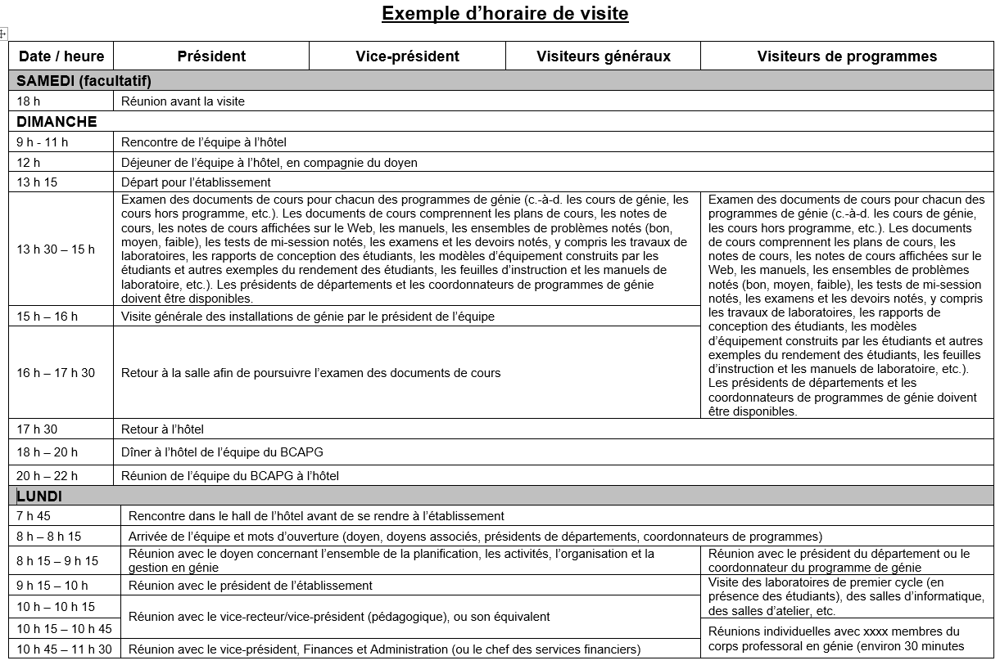 Exemple d’horaire de visite
Date / heure Président Vice-président Visiteurs généraux Visiteurs de programmes
SAMEDI (facultatif)
18 h Réunion avant la visite
DIMANCHE
9 h - 11 h Rencontre de l’équipe à l’hôtel
12 h Déjeuner de l’équipe à l’hôtel, en compagnie du doyen
13 h 15 Départ pour l’établissement
13 h 30 – 15 h
Examen des documents de cours pour chacun des programmes de génie (c.-à-d. les cours de génie, les
cours hors programme, etc.). Les documents de cours comprennent les plans de cours, les notes de
cours, les notes de cours affichées sur le Web, les manuels, les ensembles de problèmes notés (bon,
moyen, faible), les tests de mi-session notés, les examens et les devoirs notés, y compris les travaux de
laboratoires, les rapports de conception des étudiants, les modèles d’équipement construits par les
étudiants et autres exemples du rendement des étudiants, les feuilles d’instruction et les manuels de
laboratoire, etc.). Les présidents de départements et les coordonnateurs de programmes de génie
doivent être disponibles.
Examen des documents de cours pour chacun des
programmes de génie (c.-à-d. les cours de génie,
les cours hors programme, etc.). Les documents
de cours comprennent les plans de cours, les
notes de cours, les notes de cours affichées sur le
Web, les manuels, les ensembles de problèmes
notés (bon, moyen, faible), les tests de mi-session
notés, les examens et les devoirs notés, y compris
les travaux de laboratoires, les rapports de
conception des étudiants, les modèles
d’équipement construits par les étudiants et autres
exemples du rendement des étudiants, les feuilles
d’instruction et les manuels de laboratoire, etc.).
Les présidents de départements et les
coordonnateurs de programmes de génie doivent
être disponibles.
15 h – 16 h Visite générale des installations de génie par le président de l’équipe
16 h – 17 h 30 Retour à la salle afin de poursuivre l’examen des documents de cours
17 h 30 Retour à l’hôtel
18 h – 20 h Dîner à l’hôtel de l’équipe du BCAPG
20 h – 22 h Réunion de l’équipe du BCAPG à l’hôtel
LUNDI
7 h 45 Rencontre dans le hall de l’hôtel avant de se rendre à l’établissement
8 h – 8 h 15 Arrivée de l’équipe et mots d’ouverture (doyen, doyens associés, présidents de départements, coordonnateurs de programmes)
8 h 15 – 9 h 15
Réunion avec le doyen concernant l’ensemble de la planification, les activités, l’organisation et la
gestion en génie
Réunion avec le président du département ou le
coordonnateur du programme de génie
9 h 15 – 10 h Réunion avec le président de l’établissement
Visite des laboratoires de premier cycle (en
présence des étudiants), des salles d’informatique,
des salles d’atelier, etc.
10 h – 10 h 15
Réunion avec le vice-recteur/vice-président (pédagogique), ou son équivalent
10 h 15 – 10 h 45
Réunions individuelles avec xxxx membres du
corps professoral en génie (environ 30 minutes
10 h 45 – 11 h 30 Réunion avec le vice-président, Finances et Administration (ou le chef des services financiers)